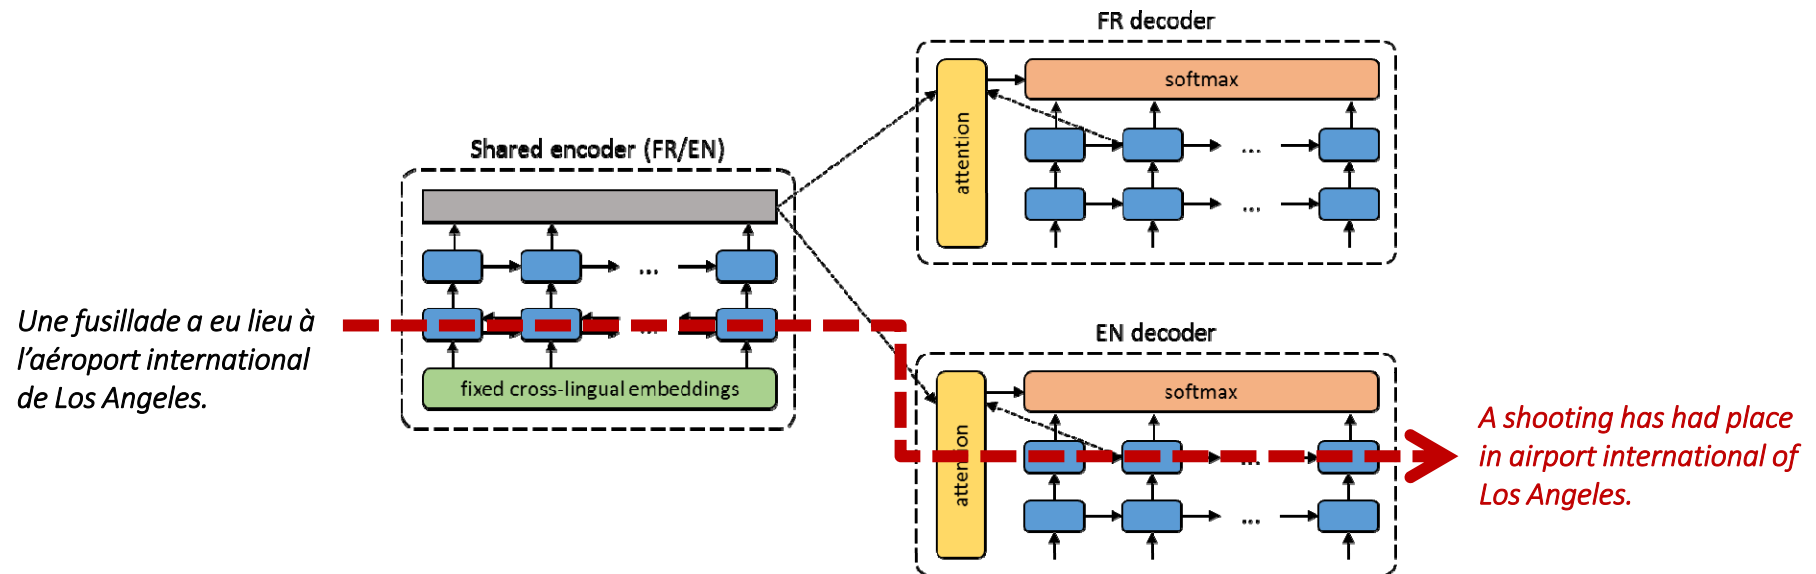 FR decoder
softmax
attention
...
...
Shared encoder (FR/EN)
...
...
fixed cross-lingual embeddings
Une fusillade a eu lieu à
l’aéroport international
de Los Angeles.
EN decoder
softmax
attention
...
...
A shooting has had place
in airport international of
Los Angeles.